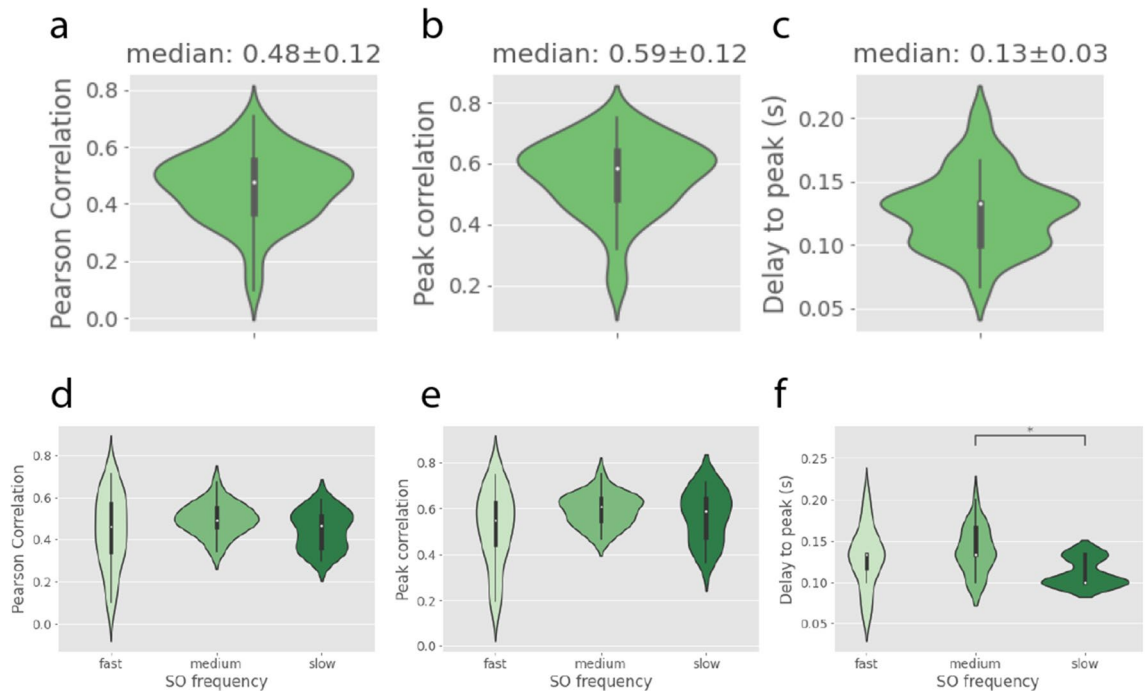 a
median: 0.48±0.12
Pearson Correlation
0.8
0.6
0.4
0.2
0.0
b
median: 0.59±0.12
Peak correlation
0.8
0.6
0.4
0.2
c
median: 0.13±0.03
Delay to peak (s)
0.20
0.15
0.10
0.05
d
Pearson Correlation
0.8
0.6
0.4
0.2
0.0
fast medium slow
SO frequency
e
Peak correlation
0.8
0.6
0.4
0.2
0.0
fast medium slow
SO frequency
f
*
Delay to peak (s)
0.25
0.20
0.15
0.10
0.05
fast medium slow
SO frequency